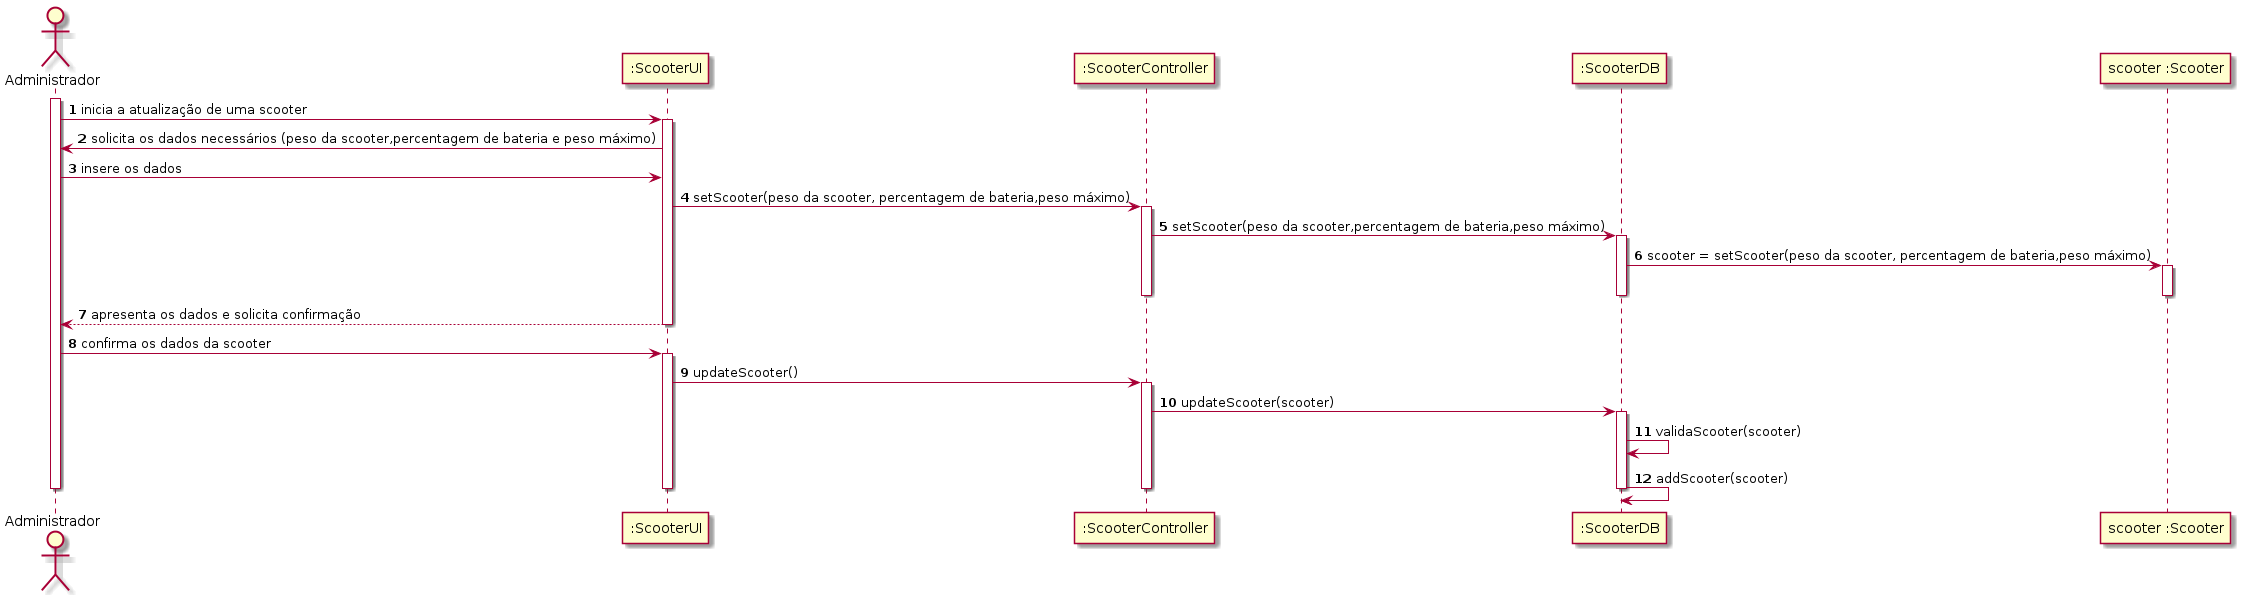 Administrador
:ScooterUI
:ScooterController
:ScooterDB
scooter :Scooter
1 inicia a atualização de uma scooter
2 solicita os dados necessários (peso da scooter,percentagem de bateria e peso máximo)
3 insere os dados
4 setScooter(peso da scooter, percentagem de bateria,peso máximo)
5 setScooter(peso da scooter,percentagem de bateria,peso máximo)
6 scooter = setScooter(peso da scooter, percentagem de bateria,peso máximo)
7 apresenta os dados e solicita confirmação
8 confirma os dados da scooter
9 updateScooter()
10 updateScooter(scooter)
11 validaScooter(scooter)
12 addScooter(scooter)
Administrador
:ScooterUI
:ScooterController
:ScooterDB
scooter :Scooter